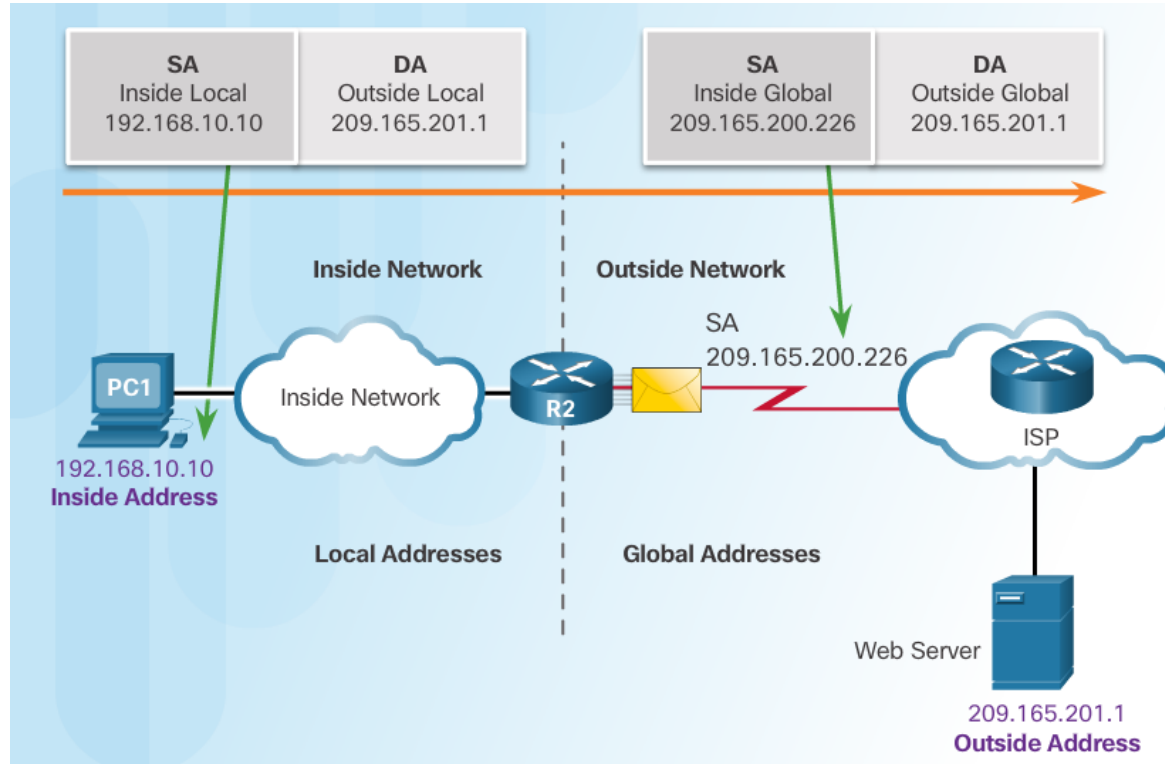 SA
Inside Local
192.168.10.10
DA
Outside Local
209.165.201.1
SA
Inside Global
209.165.200.226
DA
Outside Global
209.165.201.1
Inside Network
Outside Network
SA
209.165.200.226
PC1
Inside Network
R2
ISP
192.168.10.10
Inside Address
Local Addresses
Global Addresses
Web Server
209.165.201.1
Outside Address